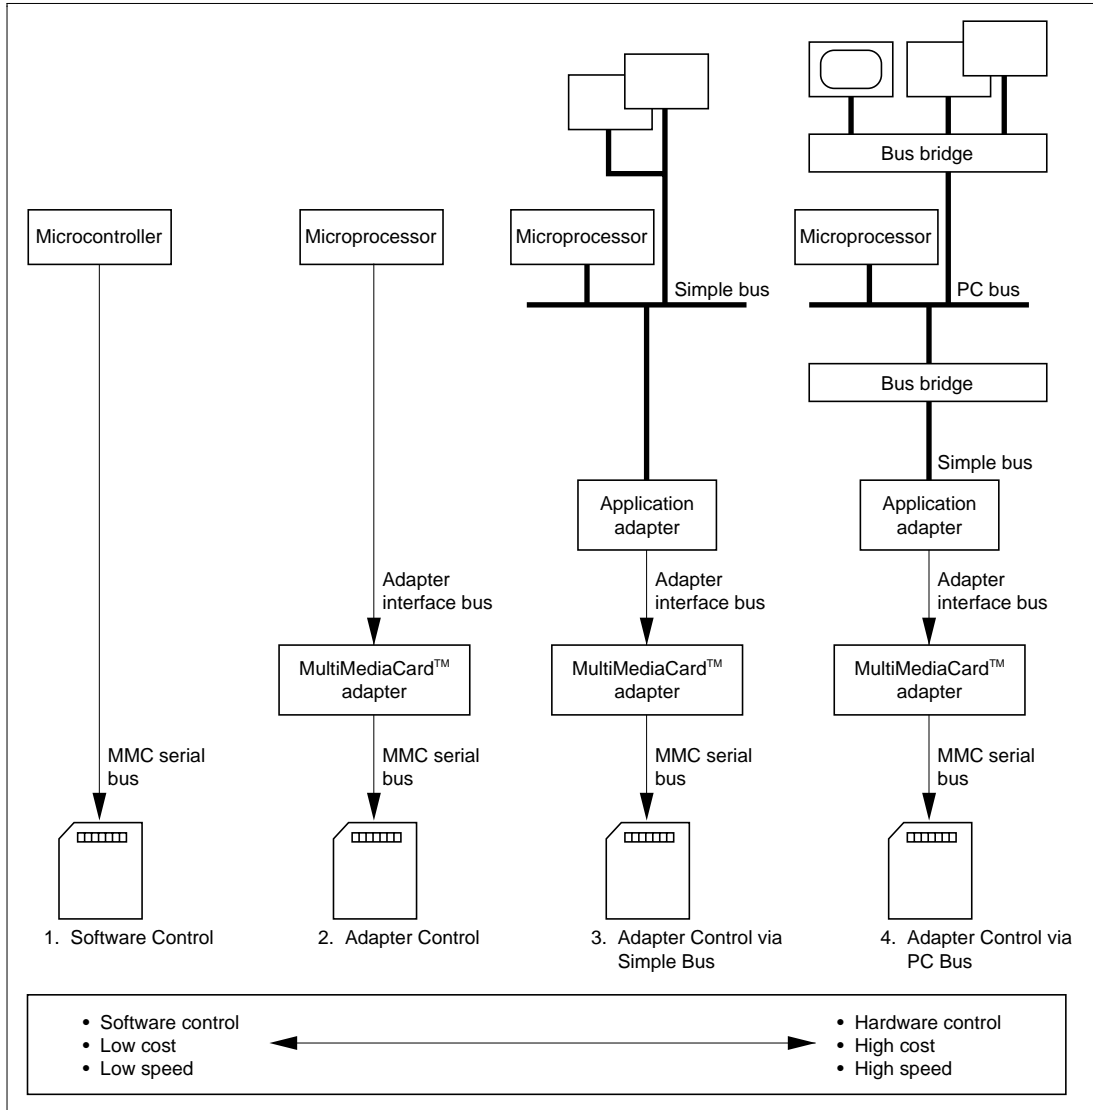 Bus bridge
Microcontroller
Microprocessor
Microprocessor
Microprocessor
Simple bus
PC bus
Bus bridge
Simple bus
Application
adapter
Application
adapter
Adapter
interface bus
Adapter
interface bus
Adapter
interface bus
MultiMediaCard™
adapter
MultiMediaCard™
adapter
MultiMediaCard™
adapter
MMC serial
bus
MMC serial
bus
MMC serial
bus
MMC serial
bus
1. Software Control
2. Adapter Control
3. Adapter Control via
Simple Bus
4. Adapter Control via
PC Bus
• Software control
• Low cost
• Low speed
• Hardware control
• High cost
• High speed